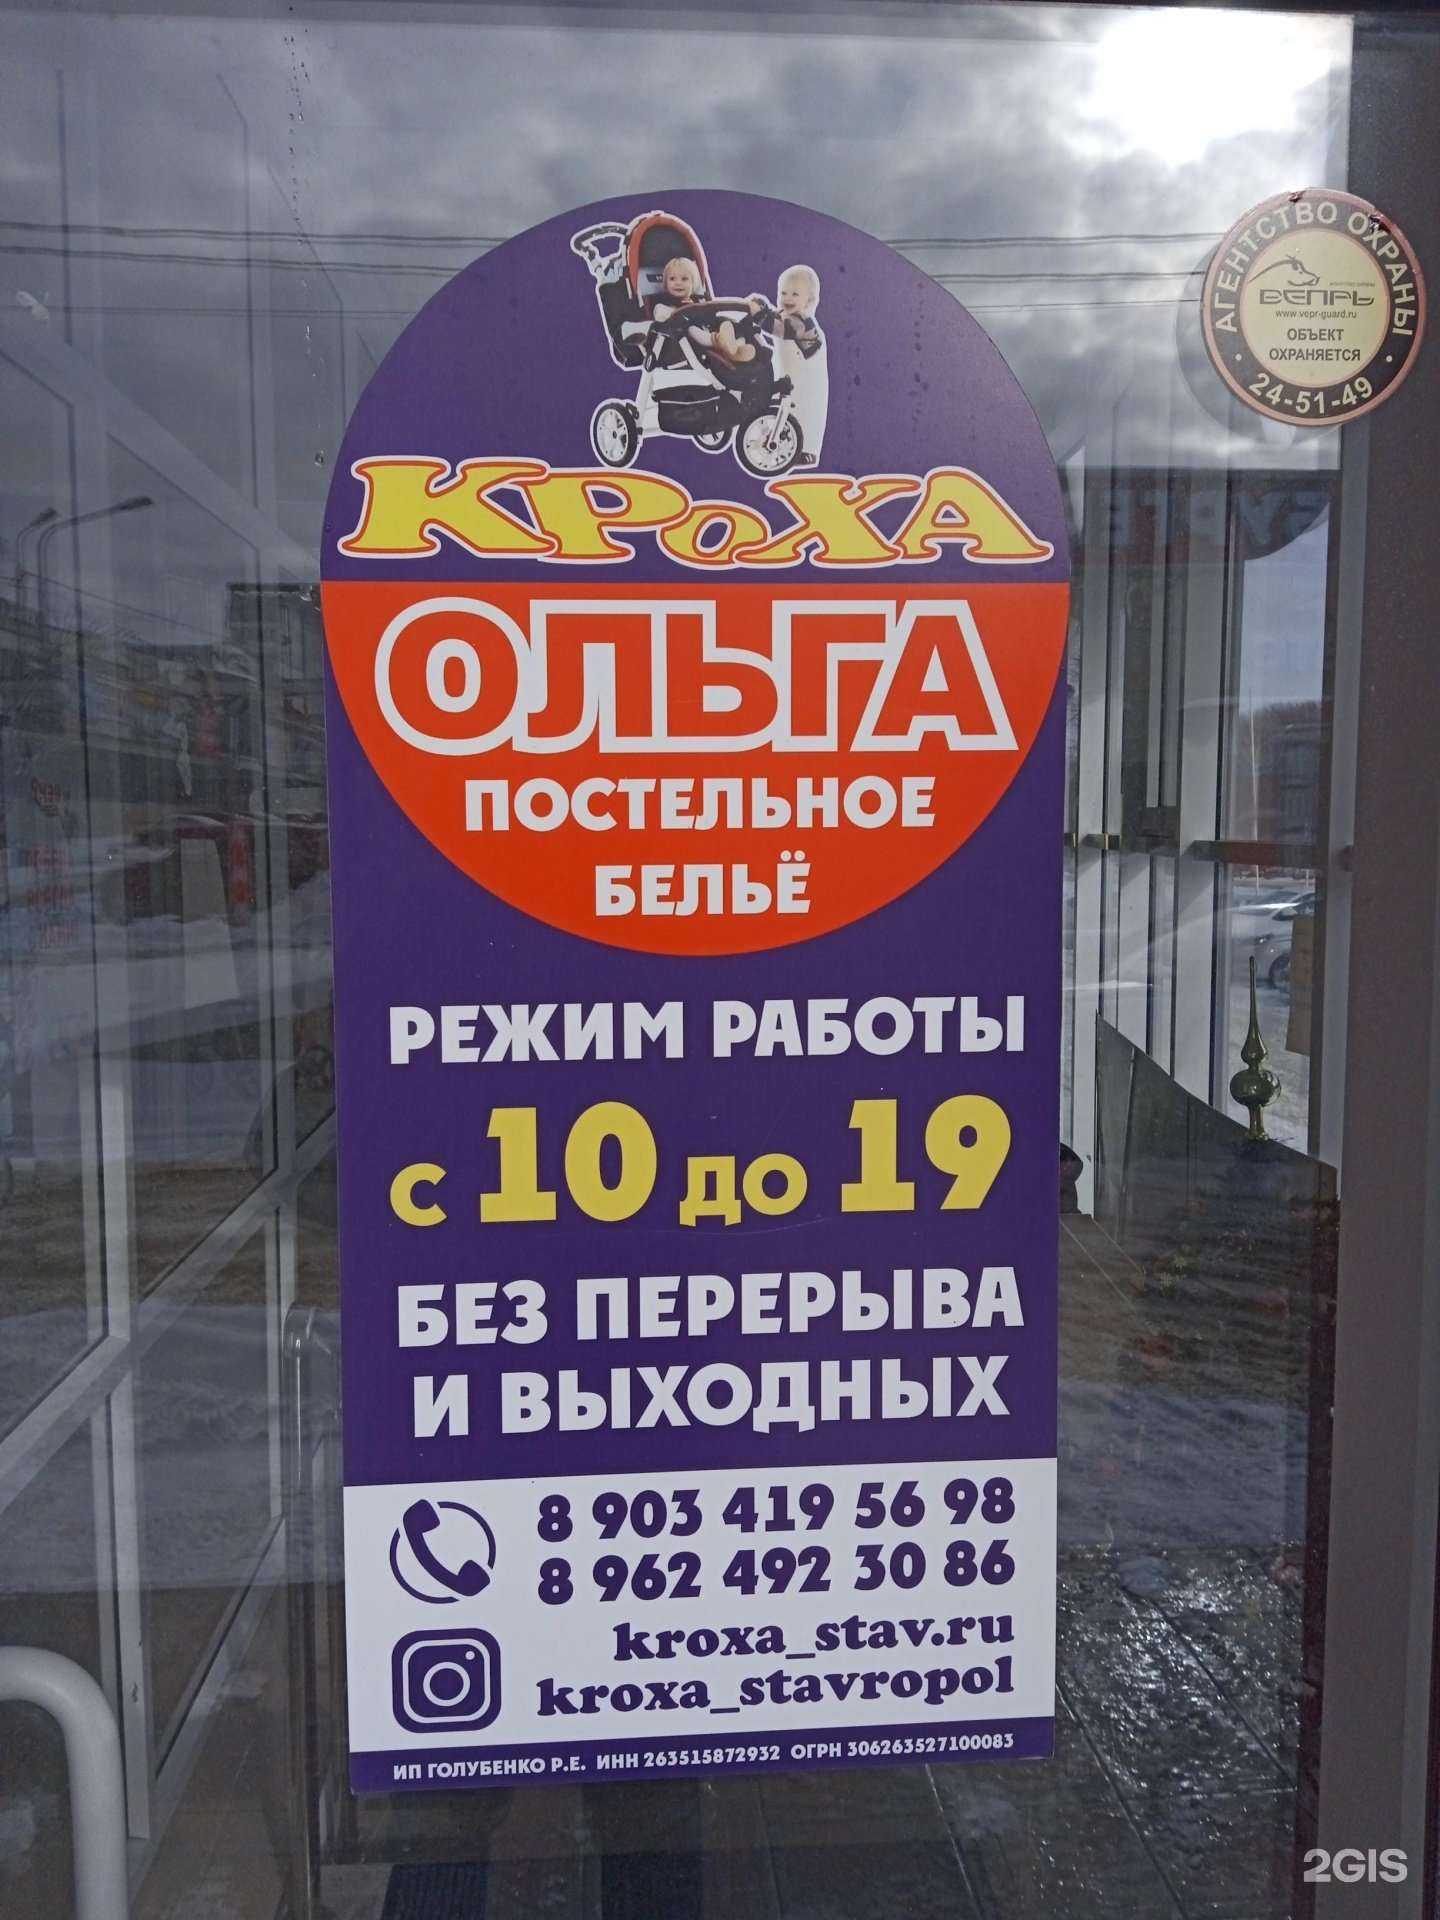 АГЕНТСТВО ОХРАНЫ
ВЕПРЬ
www.vepr-guard.ru
ОБЪЕКТ
ОХРАНЯЕТСЯ
24-51-49
КРОХА
ОЛЬГА
ПОСТЕЛЬНОЕ
БЕЛЬЁ
РЕЖИМ РАБОТЫ
с 10 до 19
БЕЗ ПЕРЕРЫВА
И ВЫХОДНЫХ
8 903 419 56 98
8 962 492 30 86
kroxa_stav.ru
kroxa_stavropol
ИП ГОЛУБЕНКО Р.Е. ИНН 263515872932 ОГРН 306263527100083
2GIS